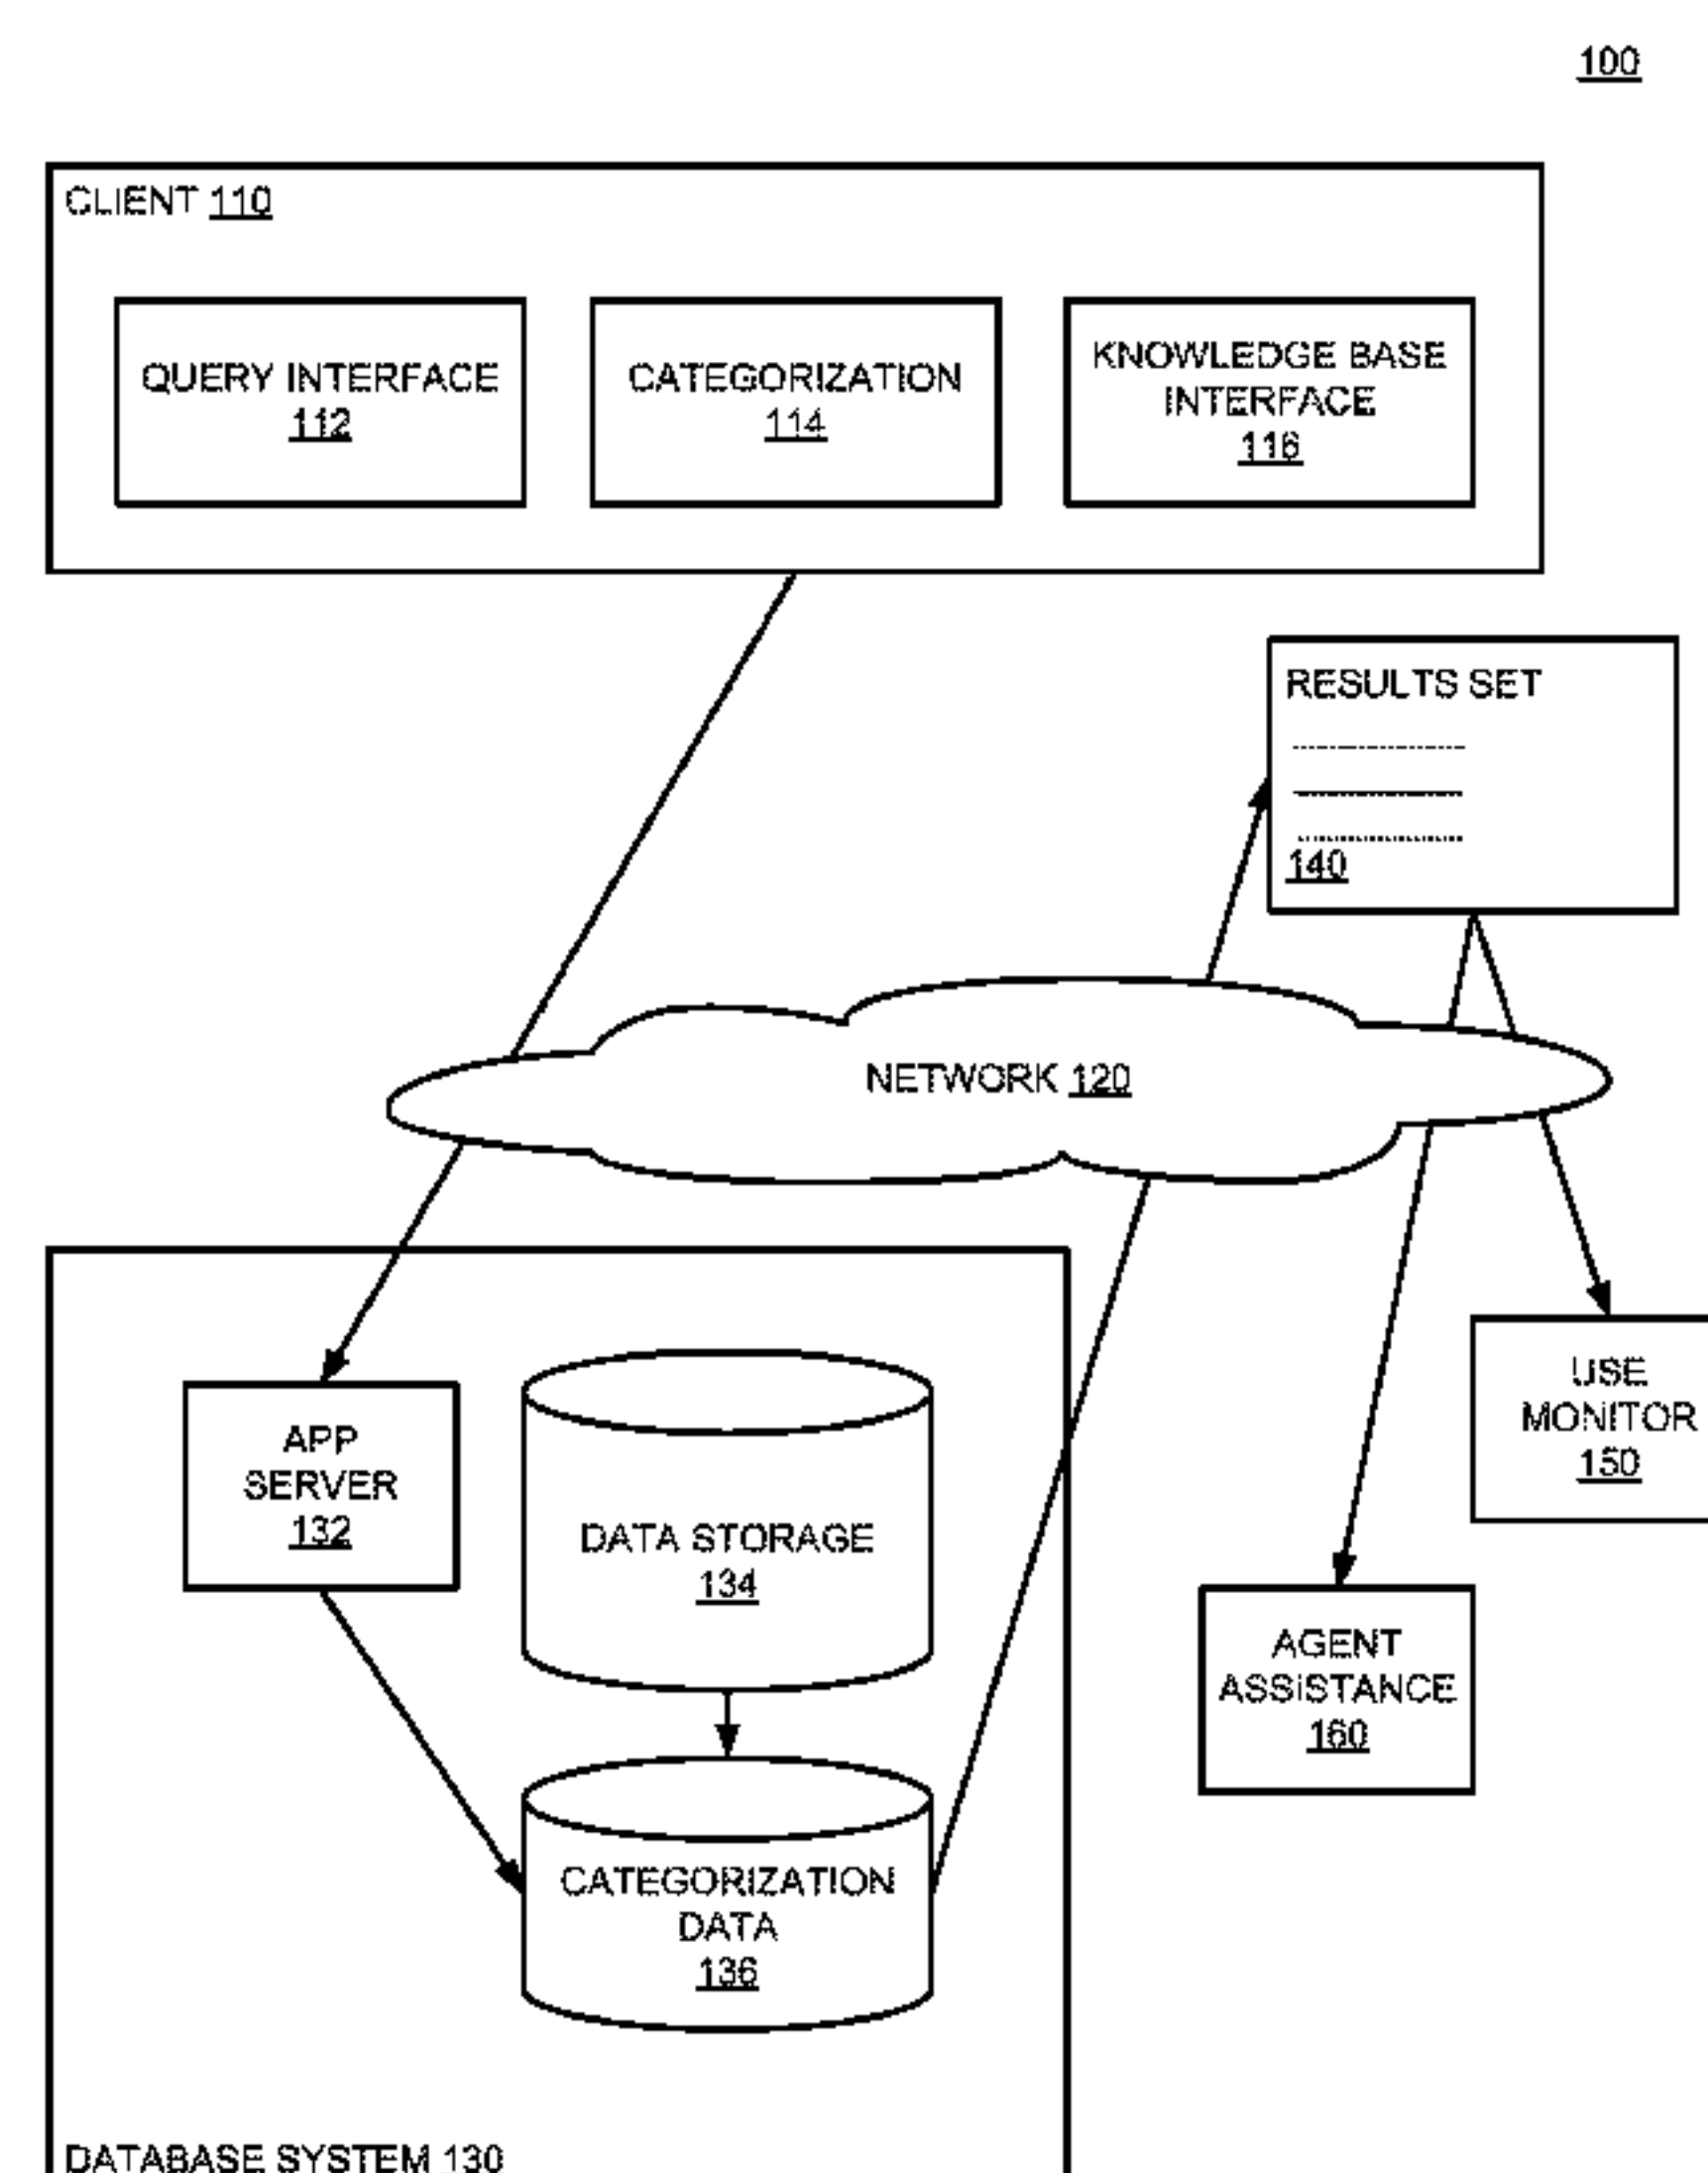 100
CLIENT 110
QUERY INTERFACE
112
CATEGORIZATION
114
KNOWLEDGE BASE
INTERFACE
116
RESULTS SET
140
NETWORK 120
APP
SERVER
132
DATA STORAGE
134
CATEGORIZATION
DATA
136
USE
MONITOR
150
AGENT
ASSISTANCE
160
DATABASE SYSTEM 130